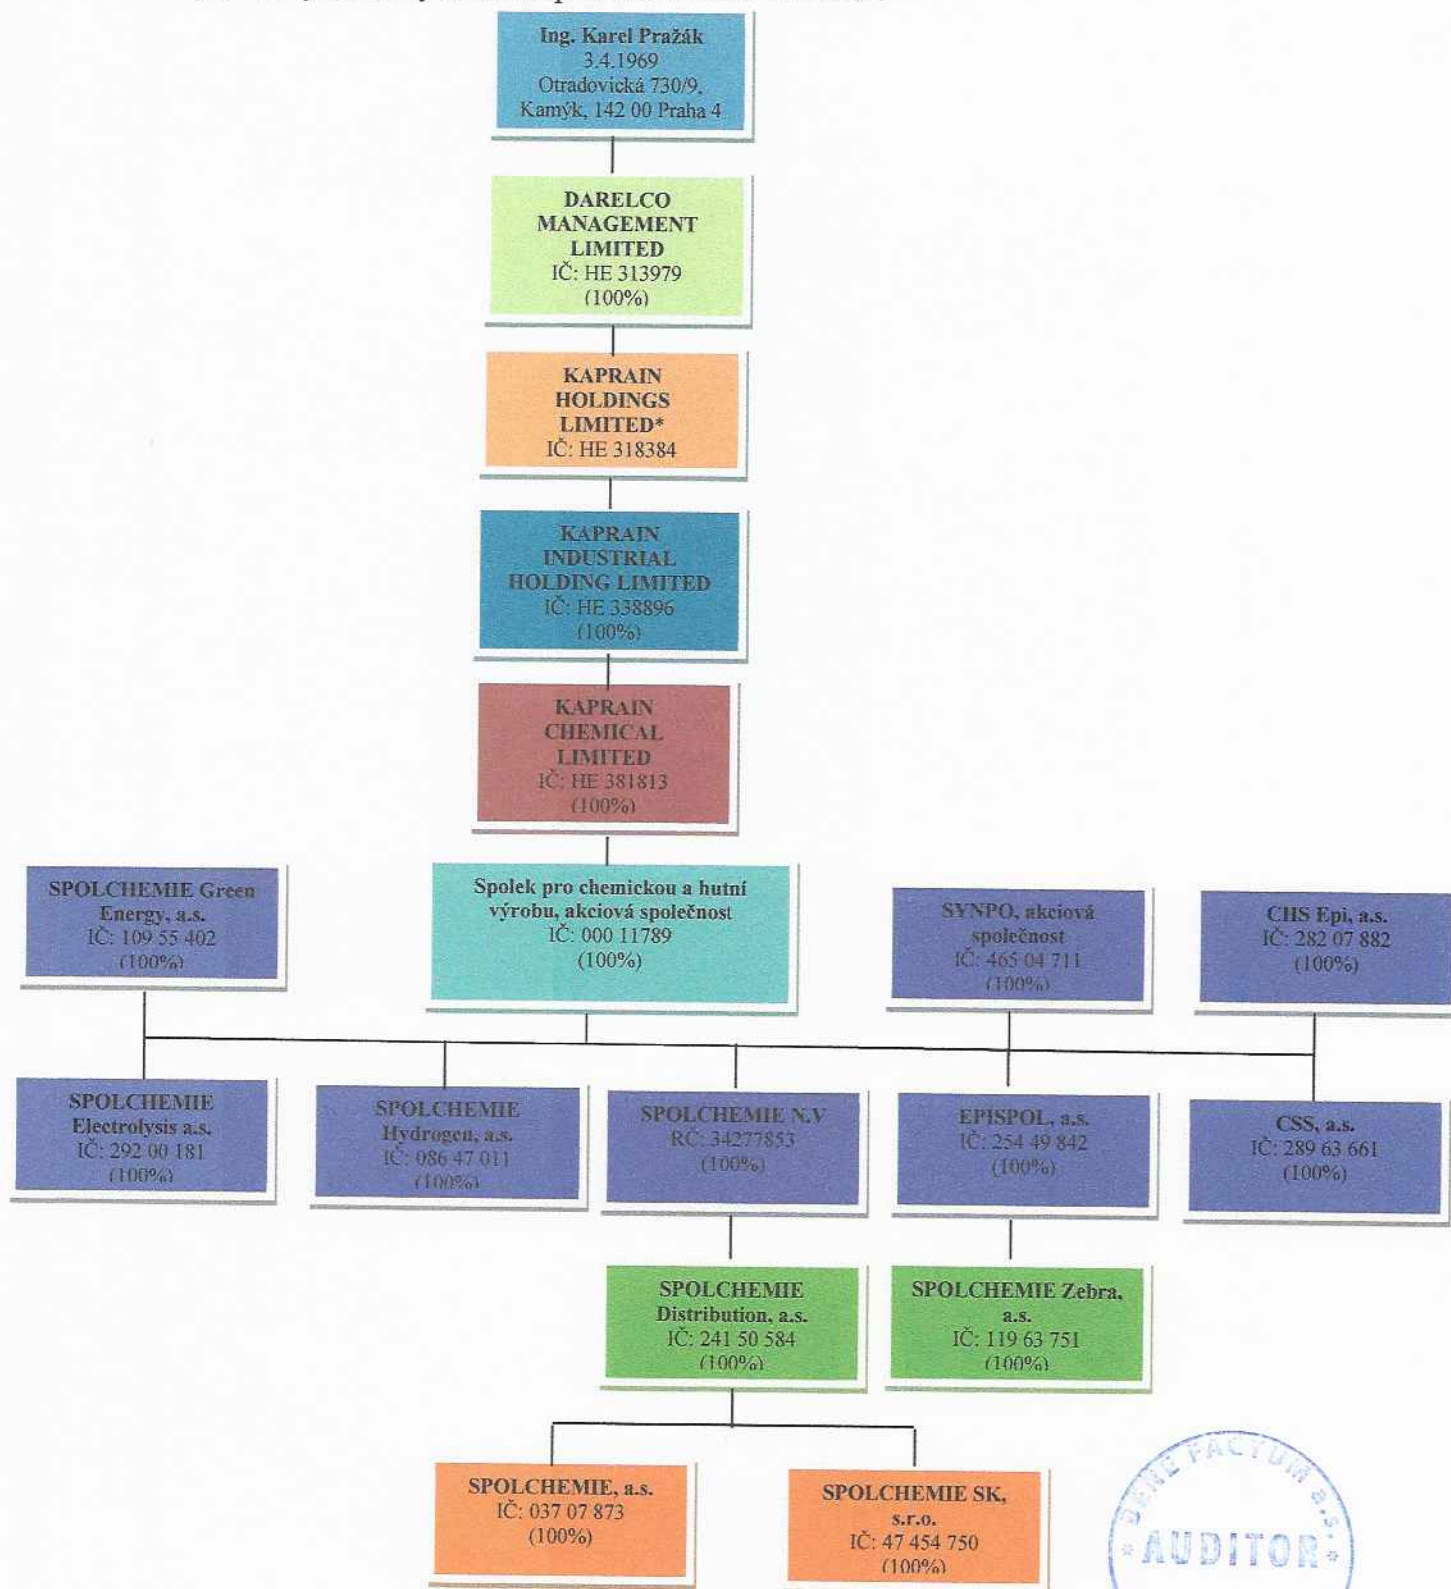 Ing. Karel Pražák
3.4.1969
Otradovická 730/9,
Kamýk, 142 00 Praha 4
DARELCO
MANAGEMENT
LIMITED
IČ: HE 313979
(100%)
KAPRAIN
HOLDINGS
LIMITED*
IČ: HE 318384
KAPRAIN
INDUSTRIAL
HOLDING LIMITED
IČ: HE 338896
(100%)
KAPRAIN
CHEMICAL
LIMITED
IČ: HE 381813
(100%)
SPOLCHEMIE Green
Energy, a.s.
IČ: 109 55 402
(100%)
Spolek pro chemickou a hutní
výrobu, akciová společnost
IČ: 000 11789
(100%)
SYNPO, akciová
společnost
IČ: 465 04 711
(100%)
CHS Epi, a.s.
IČ: 282 07 882
(100%)
SPOLCHEMIE
Electrolysis a.s.
IČ: 292 00 181
(100%)
SPOLCHEMIE
Hydrogen, a.s.
IČ: 086 47 011
(100%)
SPOLCHEMIE N.V
RČ: 34277853
(100%)
EPISPOL, a.s.
IČ: 254 49 842
(100%)
CSS, a.s.
IČ: 289 63 661
(100%)
SPOLCHEMIE
Distribution, a.s.
IČ: 241 50 584
(100%)
SPOLCHEMIE Zebra,
a.s.
IČ: 119 63 751
(100%)
SPOLCHEMIE, a.s.
IČ: 037 07 873
(100%)
SPOLCHEMIE SK,
s.r.o.
IČ: 47 454 750
(100%)
BENE FACTUM a.s.
* AUDITOR *